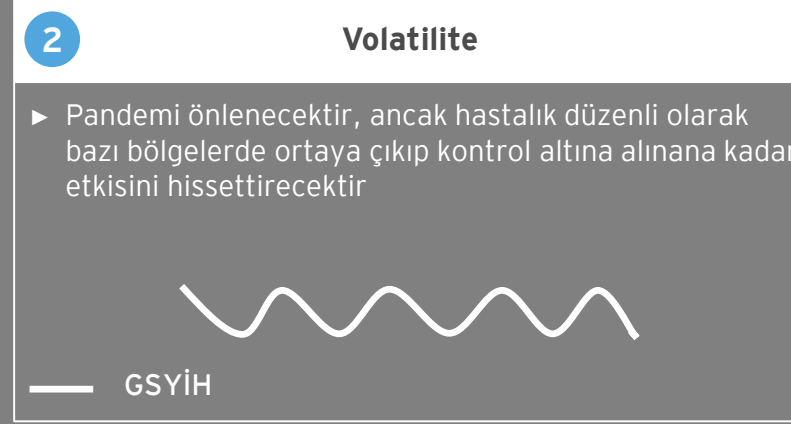 2
Volatilite
► Pandemi önlenecektir, ancak hastalık düzenli olarak
bazı bölgelerde ortaya çıkıp kontrol altına alınana kadar
etkisini hissettirecektir
GSYİH